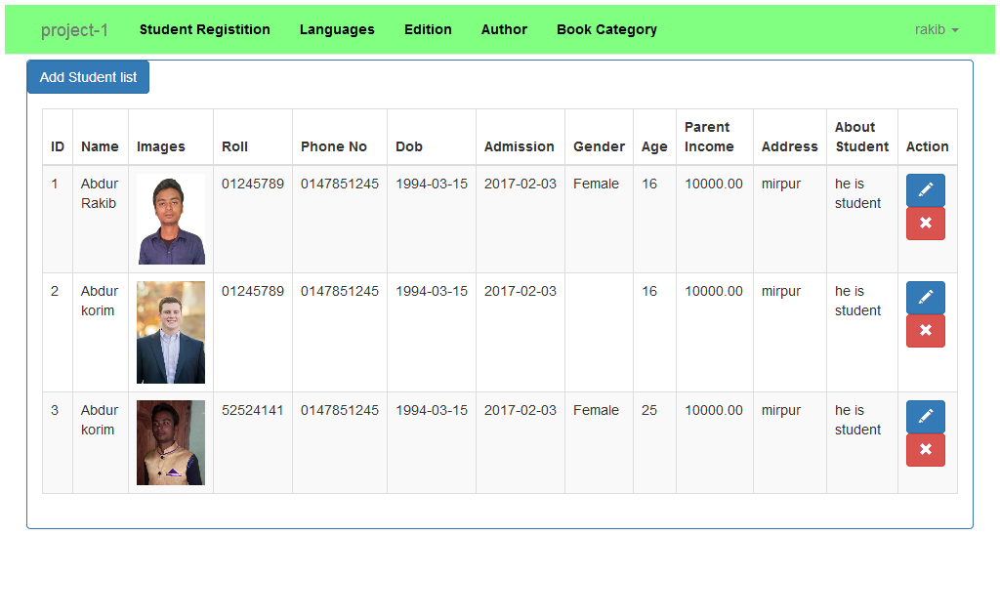 project-1 Student Registition Languages Edition Author Book Category rakib
Add Student list
ID Name Images Roll Phone No Dob Admission Gender Age Parent Income Address About Student Action
1 Abdur Rakib 01245789 0147851245 1994-03-15 2017-02-03 Female 16 10000.00 mirpur he is student
2 Abdur korim 01245789 0147851245 1994-03-15 2017-02-03 16 10000.00 mirpur he is student
3 Abdur korim 52524141 0147851245 1994-03-15 2017-02-03 Female 25 10000.00 mirpur he is student